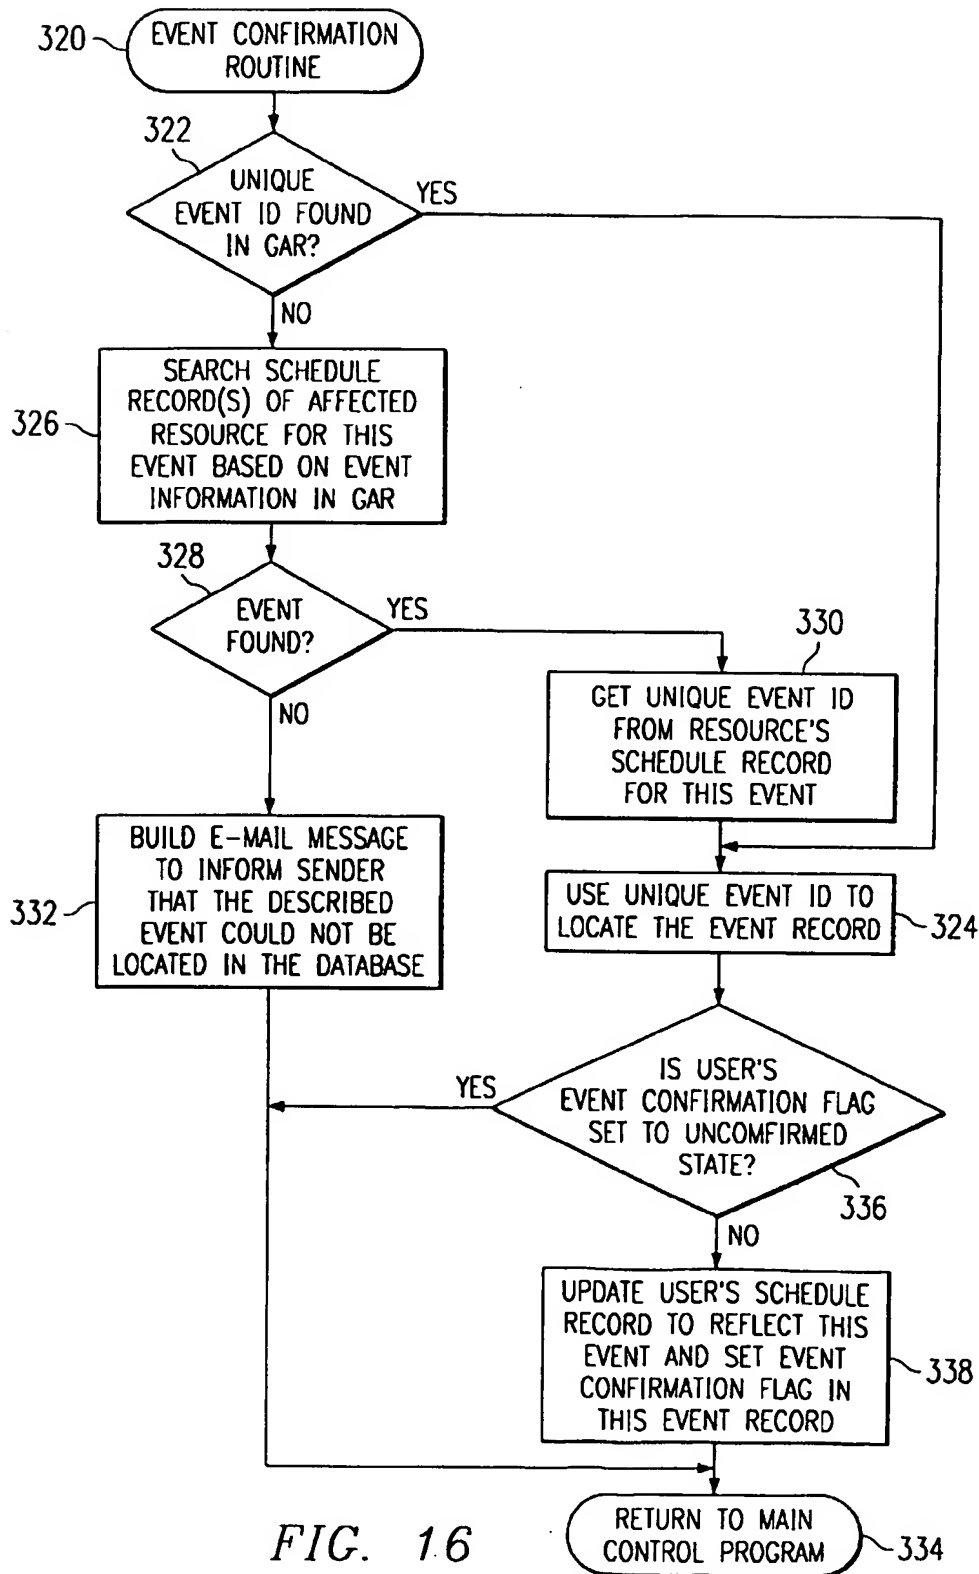 320
EVENT CONFIRMATION
ROUTINE
322
UNIQUE
EVENT ID FOUND
IN GAR?
YES
NO
326
SEARCH SCHEDULE
RECORD(S) OF AFFECTED
RESOURCE FOR THIS
EVENT BASED ON EVENT
INFORMATION IN GAR
328
EVENT
FOUND?
YES
NO
330
GET UNIQUE EVENT ID
FROM RESOURCE'S
SCHEDULE RECORD
FOR THIS EVENT
332
BUILD E-MAIL MESSAGE
TO INFORM SENDER
THAT THE DESCRIBED
EVENT COULD NOT BE
LOCATED IN THE DATABASE
USE UNIQUE EVENT ID TO
LOCATE THE EVENT RECORD
324
IS USER'S
EVENT CONFIRMATION FLAG
SET TO UNCOMFIRMED
STATE?
YES
336
NO
UPDATE USER'S SCHEDULE
RECORD TO REFLECT THIS
EVENT AND SET EVENT
CONFIRMATION FLAG IN
THIS EVENT RECORD
338
RETURN TO MAIN
CONTROL PROGRAM
334
FIG. 16